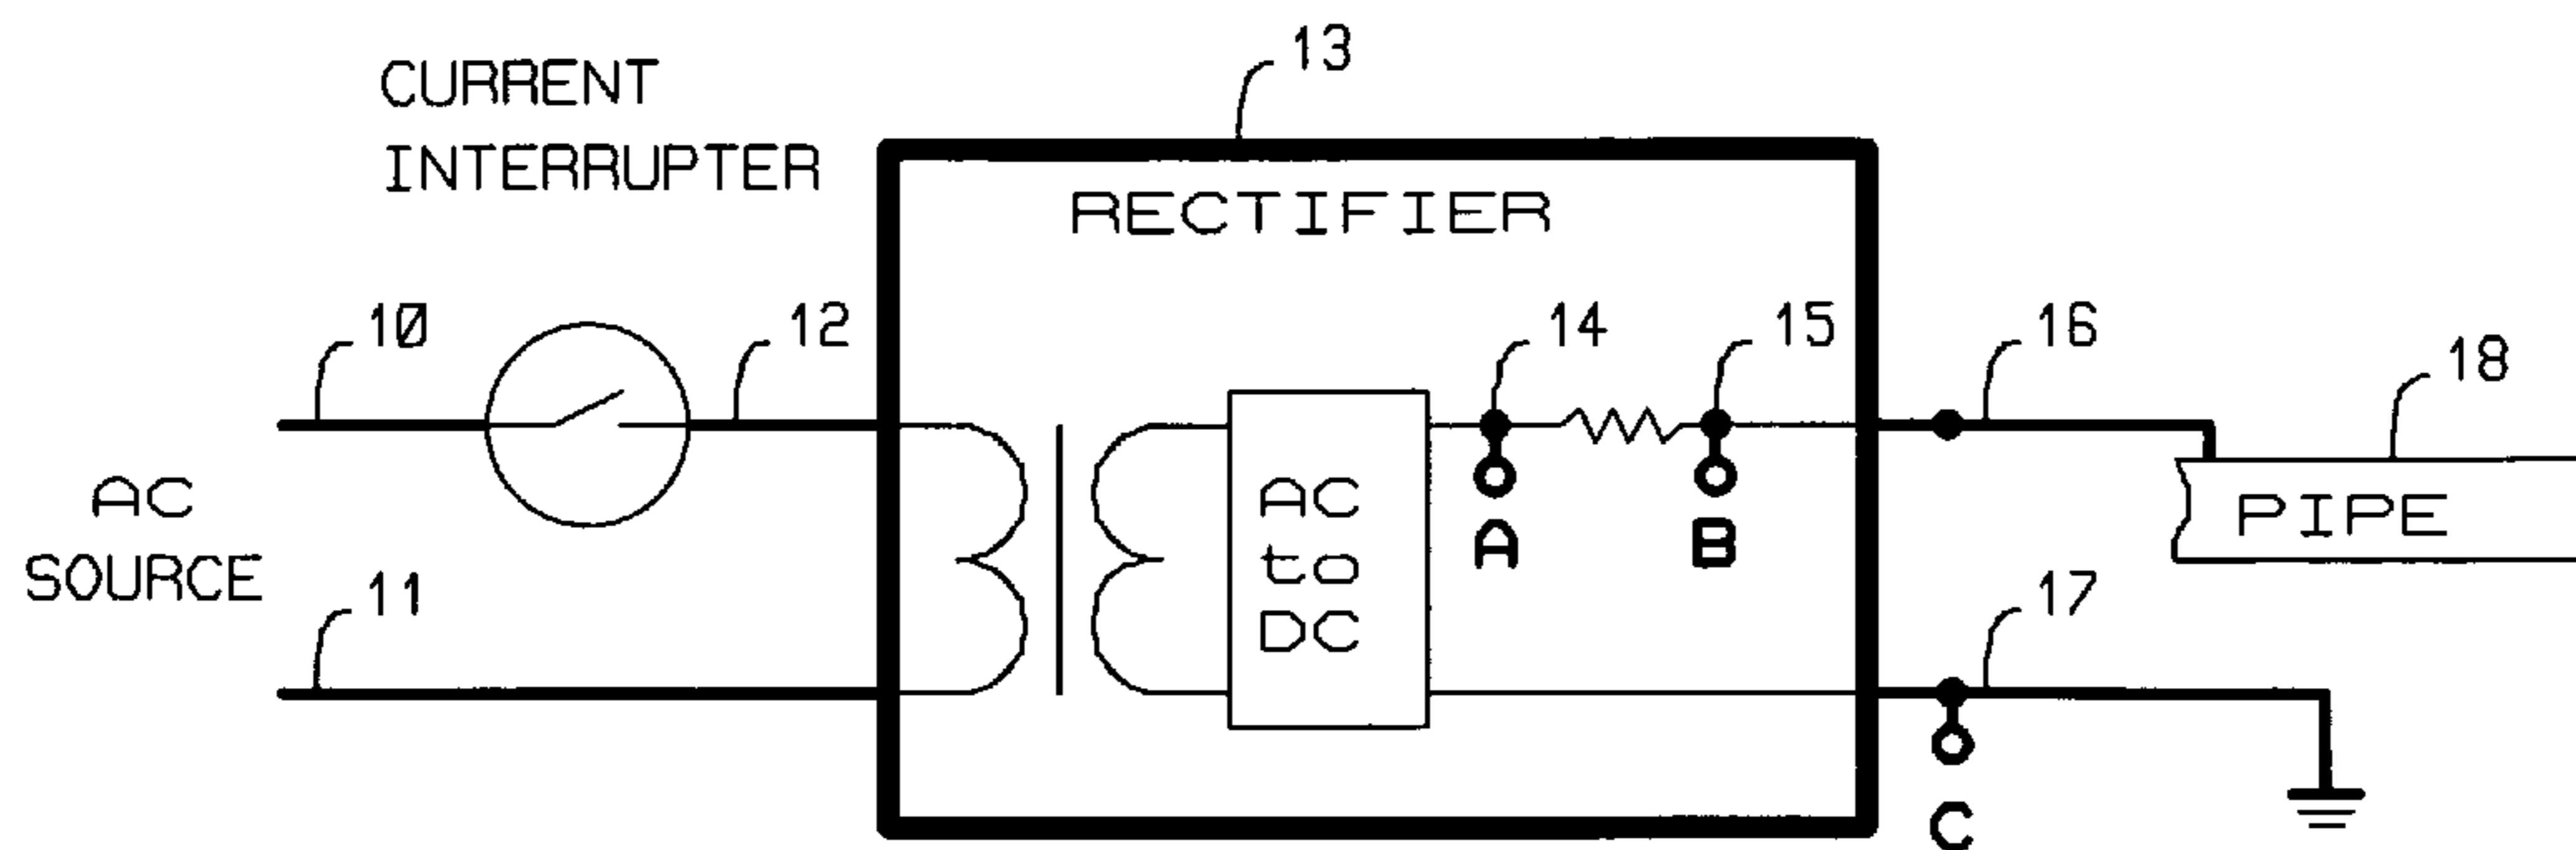 13
CURRENT
INTERRUPTER
RECTIFIER
10
12
14
15
16
18
AC
SOURCE
AC
to
DC
A
B
PIPE
11
17
C